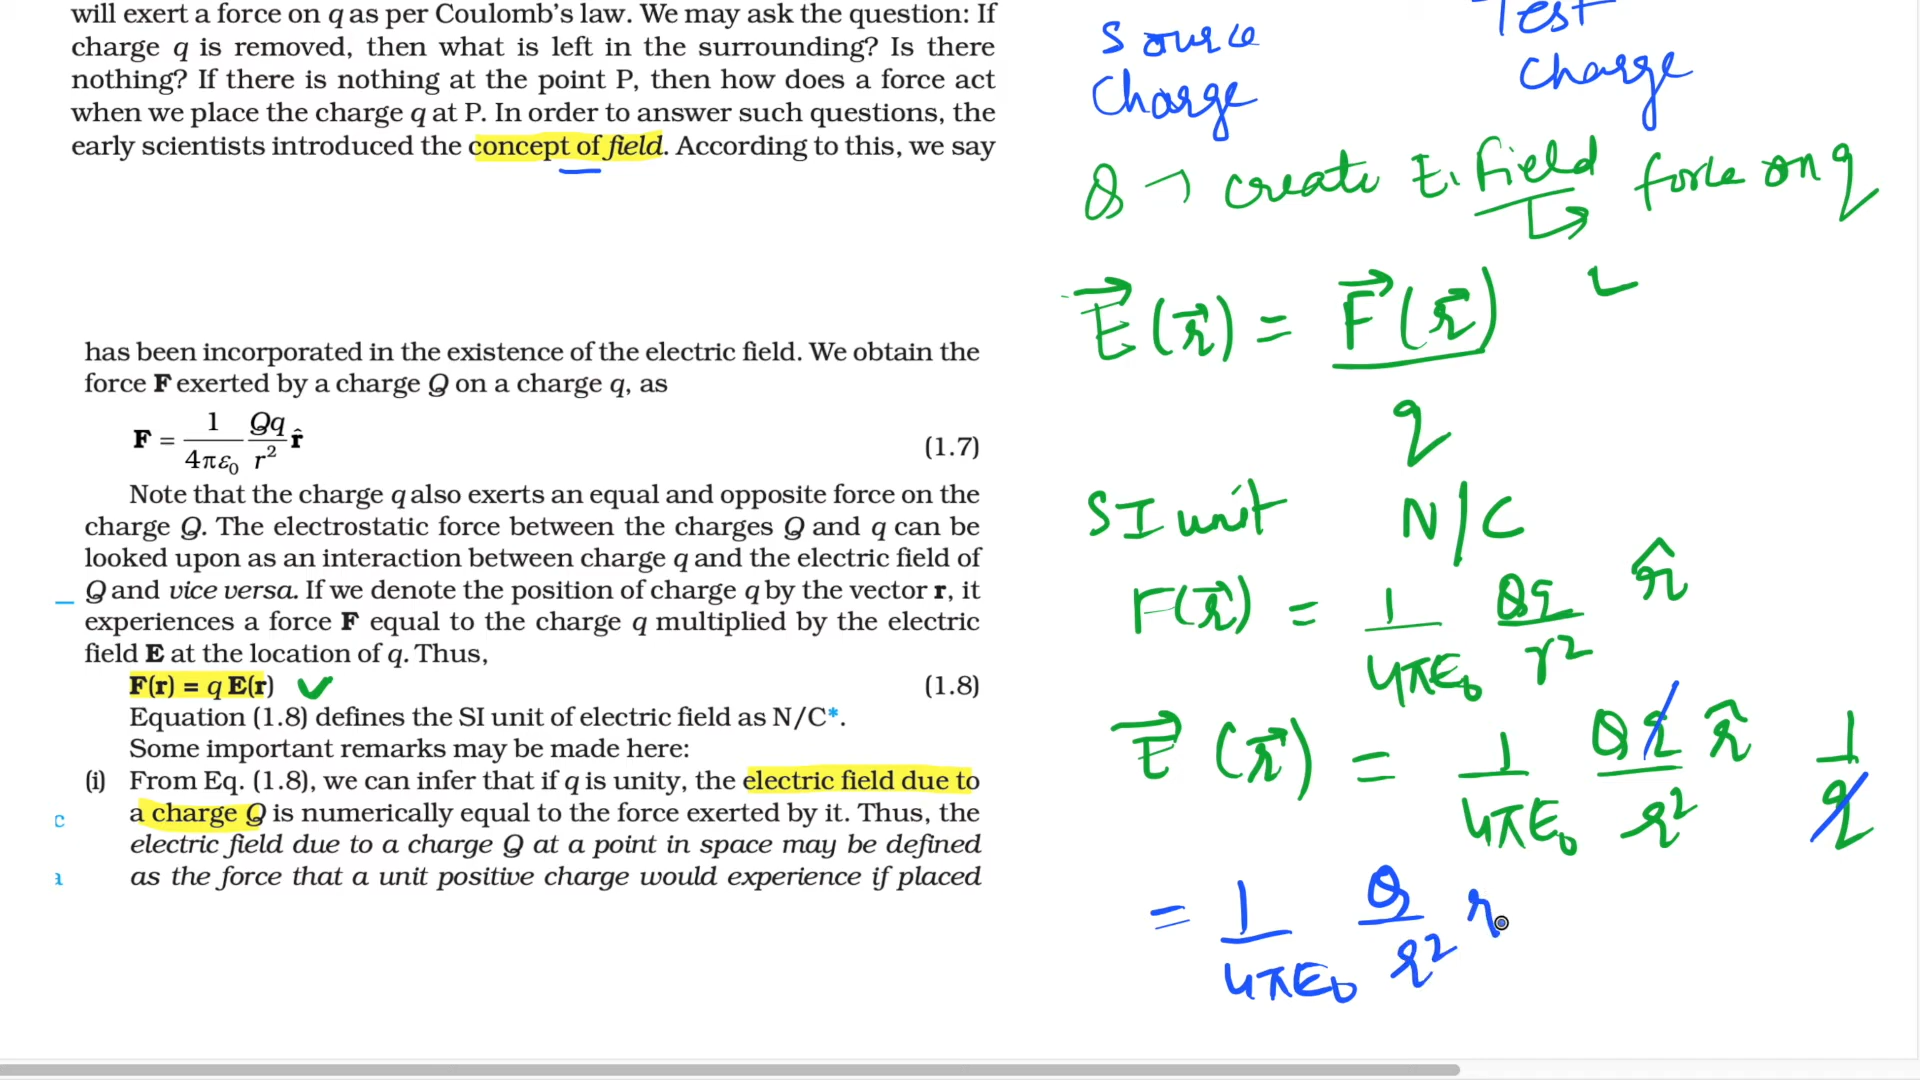 will exert a force on q as per Coulomb's law. We may ask the question: If
charge q is removed, then what is left in the surrounding? Is there
nothing? If there is nothing at the point P, then how does a force act
when we place the charge q at P. In order to answer such questions, the
early scientists introduced the concept of field. According to this, we say
has been incorporated in the existence of the electric field. We obtain the
force F exerted by a charge Q on a charge q, as
F = 1/4πε₀ Qq/r² r̂ (1.7)
Note that the charge q also exerts an equal and opposite force on the
charge Q. The electrostatic force between the charges Q and q can be
looked upon as an interaction between charge q and the electric field of
Q and vice versa. If we denote the position of charge q by the vector r, it
experiences a force F equal to the charge q multiplied by the electric
field E at the location of q. Thus,
F(r) = q E(r) ✓ (1.8)
Equation (1.8) defines the SI unit of electric field as N/C*.
Some important remarks may be made here:
(i) From Eq. (1.8), we can infer that if q is unity, the electric field due to
a charge Q is numerically equal to the force exerted by it. Thus, the
electric field due to a charge Q at a point in space may be defined
as the force that a unit positive charge would experience if placed
c
a
Source Test
Charge Charge
Q → create E. Field force on q
E⃗(r⃗) = F⃗(r⃗)/q
SI unit N/C
F(r⃗) = 1/4πε₀ Qq/r² r̂
E⃗(r⃗) = 1/4πε₀ Qq/r² r̂ 1/q
= 1/4πε₀ Q/r² r